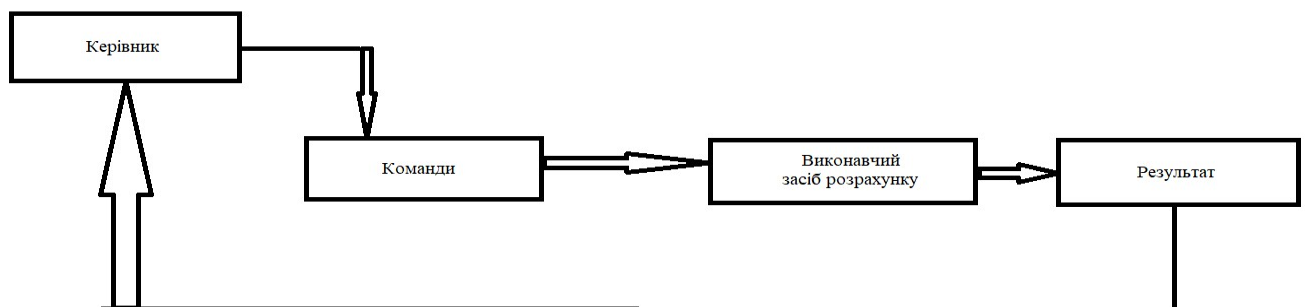 Керівник
Команди
Виконавчий
засіб розрахунку
Результат